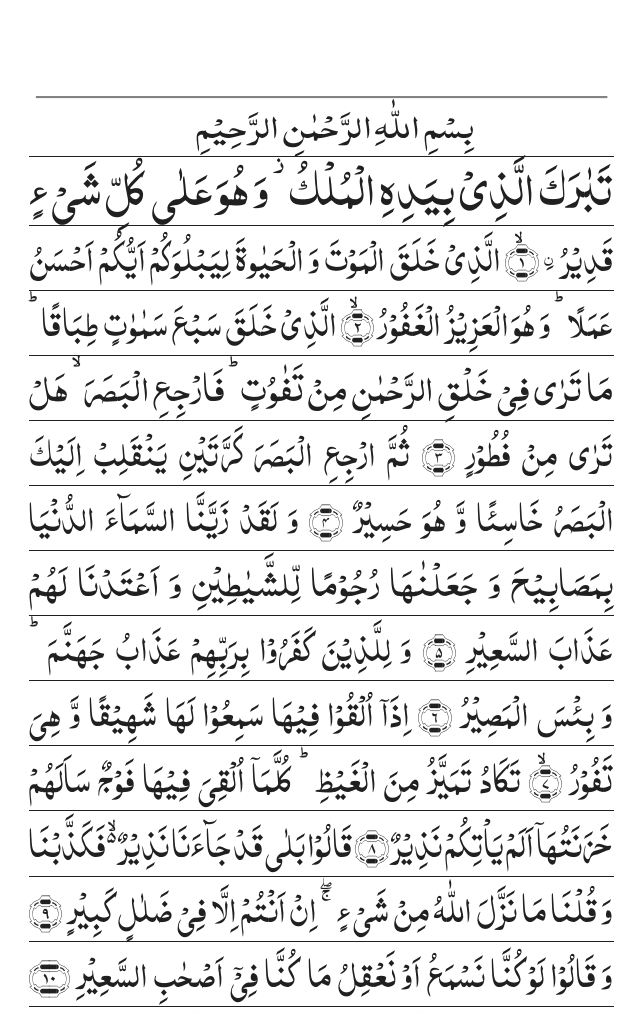 بِسْمِ اللّٰهِ الرَّحْمٰنِ الرَّحِيْمِ
تَبٰرَكَ الَّذِىْ بِيَدِهِ الْمُلْكُ ز وَ هُوَ عَلٰى كُلِّ شَىْءٍ
قَدِيْرُ ۨ ۙ‏﴿۱﴾ الَّذِىْ خَلَقَ الْمَوْتَ وَ الْحَيٰوةَ لِيَبْلُوَكُمْ اَيُّكُمْ اَحْسَنُ
عَمَلًا ؕ وَ هُوَ الْعَزِيْزُ الْغَفُوْرُ ۙ‏﴿۲﴾ الَّذِىْ خَلَقَ سَبْعَ سَمٰوٰتٍ طِبَاقًا ؕ
مَا تَرٰى فِىْ خَلْقِ الرَّحْمٰنِ مِنْ تَفٰوُتٍ ؕ فَارْجِعِ الْبَصَرَ ۙ هَلْ
تَرٰى مِنْ فُطُوْرٍ ﴿۳﴾ ثُمَّ ارْجِعِ الْبَصَرَ كَرَّتَيْنِ يَنْقَلِبْ اِلَيْكَ
الْبَصَرُ خَاسِئًا وَّ هُوَ حَسِيْرٌ ﴿۴﴾ وَ لَقَدْ زَيَّنَّا السَّمَآءَ الدُّنْيَا
بِمَصَابِيْحَ وَ جَعَلْنٰهَا رُجُوْمًا لِّلشَّيٰطِيْنِ وَ اَعْتَدْنَا لَهُمْ
عَذَابَ السَّعِيْرِ ﴿۵﴾ وَ لِلَّذِيْنَ كَفَرُوْا بِرَبِّهِمْ عَذَابُ جَهَنَّمَ ؕ
وَ بِئْسَ الْمَصِيْرُ ﴿۶﴾ اِذَاۤ اُلْقُوْا فِيْهَا سَمِعُوْا لَهَا شَهِيْقًا وَّ هِىَ
تَفُوْرُ ۙ‏﴿۷﴾ تَكَادُ تَمَيَّزُ مِنَ الْغَيْظِ ؕ كُلَّمَاۤ اُلْقِىَ فِيْهَا فَوْجٌ سَاَلَهُمْ
خَزَنَتُهَاۤ اَلَمْ يَاْتِكُمْ نَذِيْرٌ ﴿۸﴾ قَالُوْا بَلٰى قَدْ جَآءَنَا نَذِيْرٌ ۙ۬ فَكَذَّبْنَا
وَ قُلْنَا مَا نَزَّلَ اللّٰهُ مِنْ شَىْءٍ ۖۚ اِنْ اَنْتُمْ اِلَّا فِىْ ضَلٰلٍ كَبِيْرٍ ﴿۹﴾
وَ قَالُوْا لَوْ كُنَّا نَسْمَعُ اَوْ نَعْقِلُ مَا كُنَّا فِىْۤ اَصْحٰبِ السَّعِيْرِ ﴿۱۰﴾